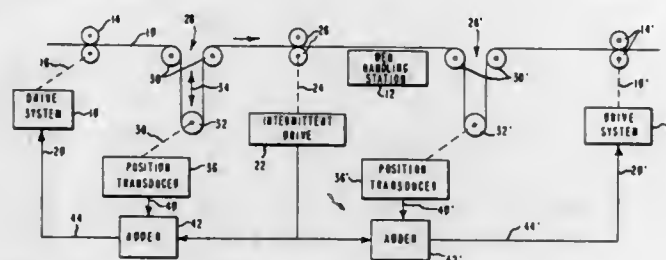 14
10
28
26
28'
14'
16
30
34
24
WEB
HANDLING
STATION
12
30'
16'
DRIVE
SYSTEM
18
38
32
INTERMITTENT
DRIVE
22
32'
DRIVE
SYSTEM
20
POSITION
TRANSDUCER
36
36'
POSITION
TRANSDUCER
20'
40
40'
44
ADDER
42
ADDER
42'
44'